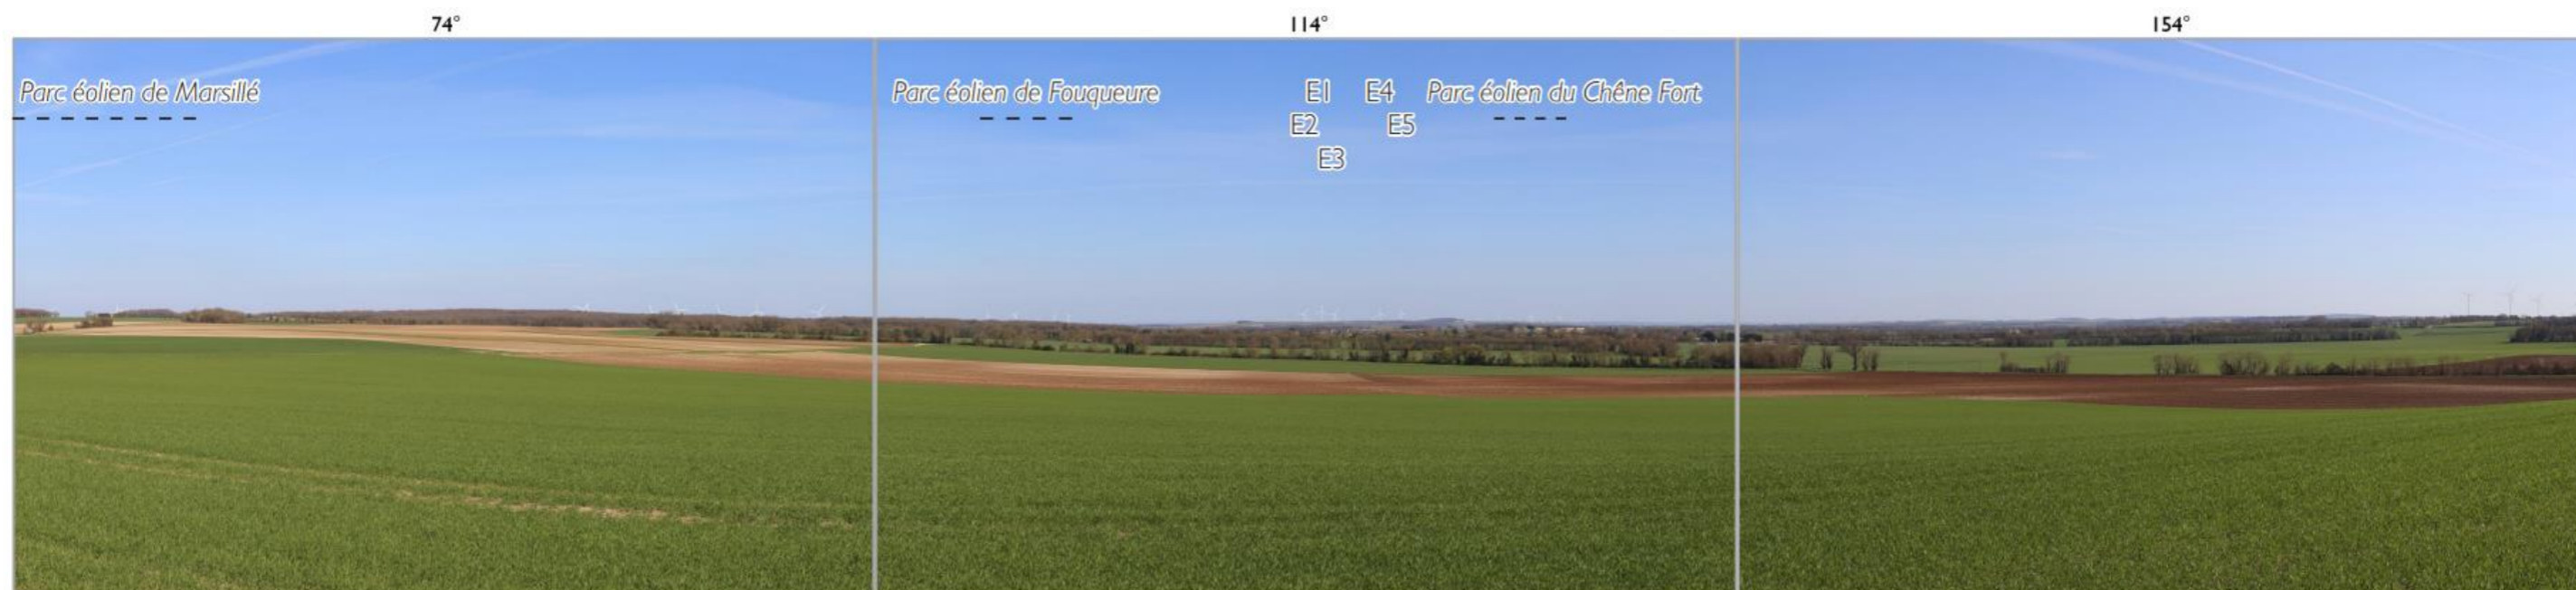 74° 114° 154°
Parc éolien de Marsillé Parc éolien de Fouqueure E1 E4 Parc éolien du Chêne Fort
E2 E5
E3